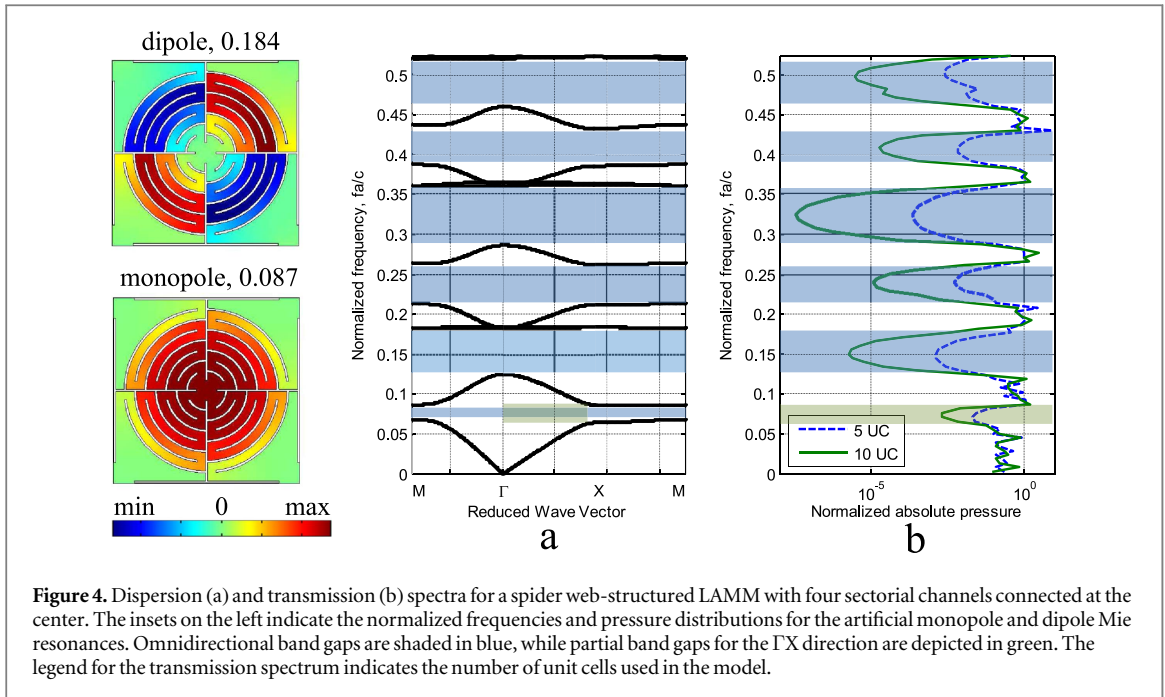 dipole, 0.184
monopole, 0.087
min 0 max
Normalized frequency, fa/c
0.5
0.45
0.4
0.35
0.3
0.25
0.2
0.15
0.1
0.05
0
M Γ X M
Reduced Wave Vector
a
Normalized frequency, fa/c
0.5
0.45
0.4
0.35
0.3
0.25
0.2
0.15
0.1
0.05
0
5 UC
10 UC
10^-5 10^0
Normalized absolute pressure
b
Figure 4. Dispersion (a) and transmission (b) spectra for a spider web-structured LAMM with four sectorial channels connected at the
center. The insets on the left indicate the normalized frequencies and pressure distributions for the artificial monopole and dipole Mie
resonances. Omnidirectional band gaps are shaded in blue, while partial band gaps for the ΓX direction are depicted in green. The
legend for the transmission spectrum indicates the number of unit cells used in the model.